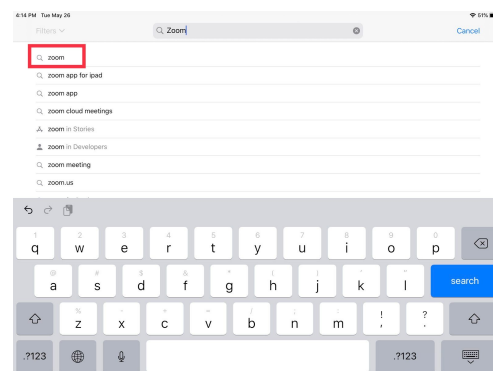 4:14 PM Tue May 26 51%
Filters Zoom Cancel
zoom
zoom app for ipad
zoom app
zoom cloud meetings
zoom in Stories
zoom in Developers
zoom meeting
zoom.us
1 2 3 4 5 6 7 8 9 0
q w e r t y u i o p
@ # $ & * ( ) ' "
a s d f g h j k l search
% - + = / ; : ! ?
z x c v b n m , .
.?123 .?123